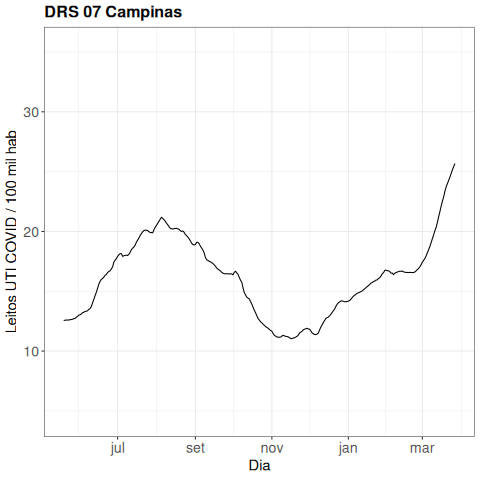 DRS 07 Campinas
Leitos UTI COVID / 100 mil hab
30
20
10
jul set nov jan mar
Dia